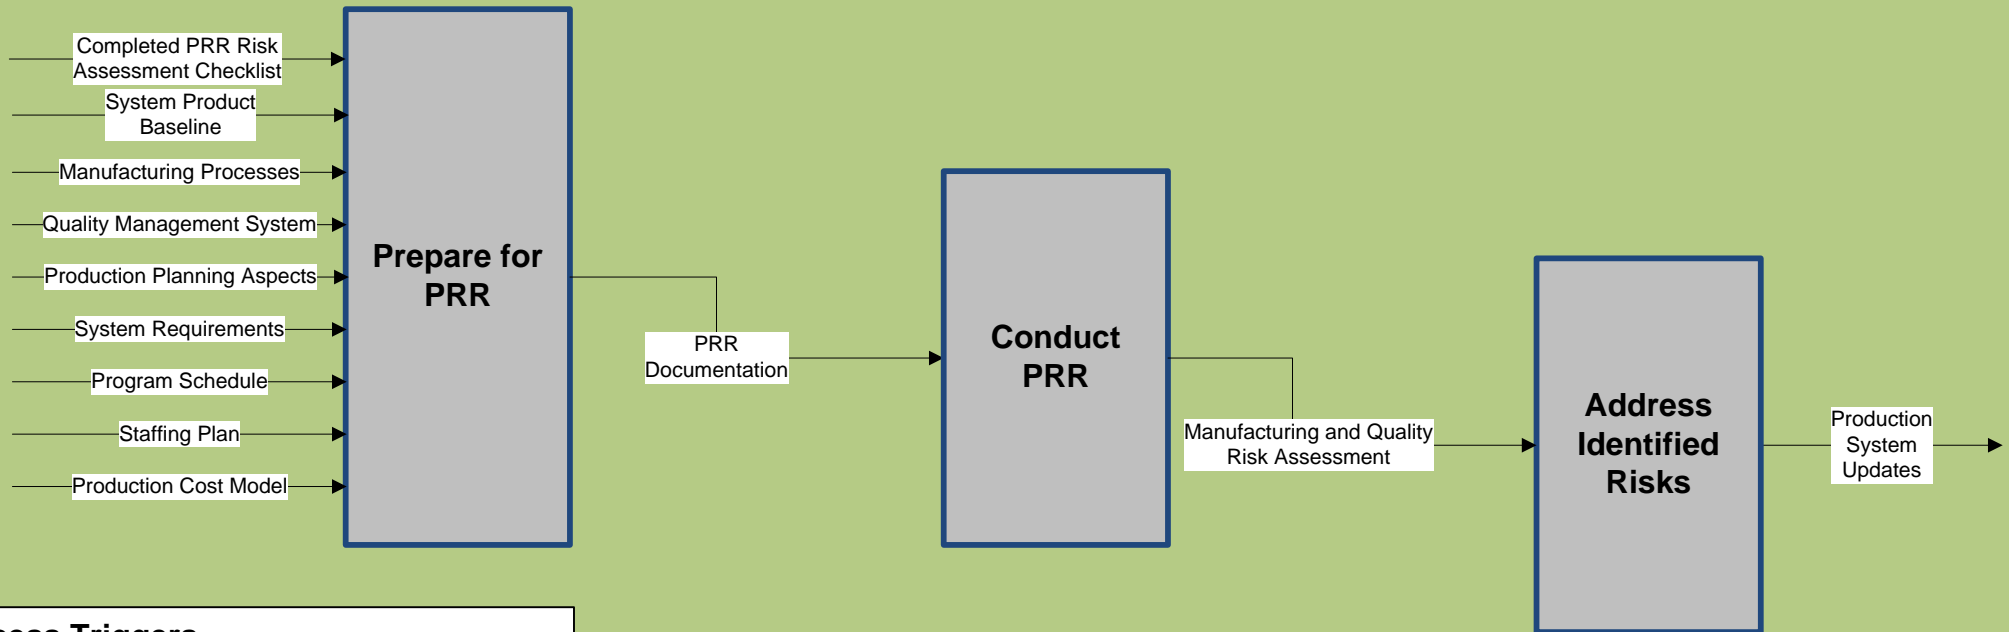 Completed PRR Risk
Assessment Checklist
System Product
Baseline
Manufacturing Processes
Quality Management System
Production Planning Aspects
System Requirements
Program Schedule
Staffing Plan
Production Cost Model
Prepare for
PRR
PRR
Documentation
Conduct
PRR
Manufacturing and Quality
Risk Assessment
Address
Identified
Risks
Production
System
Updates
Triggers